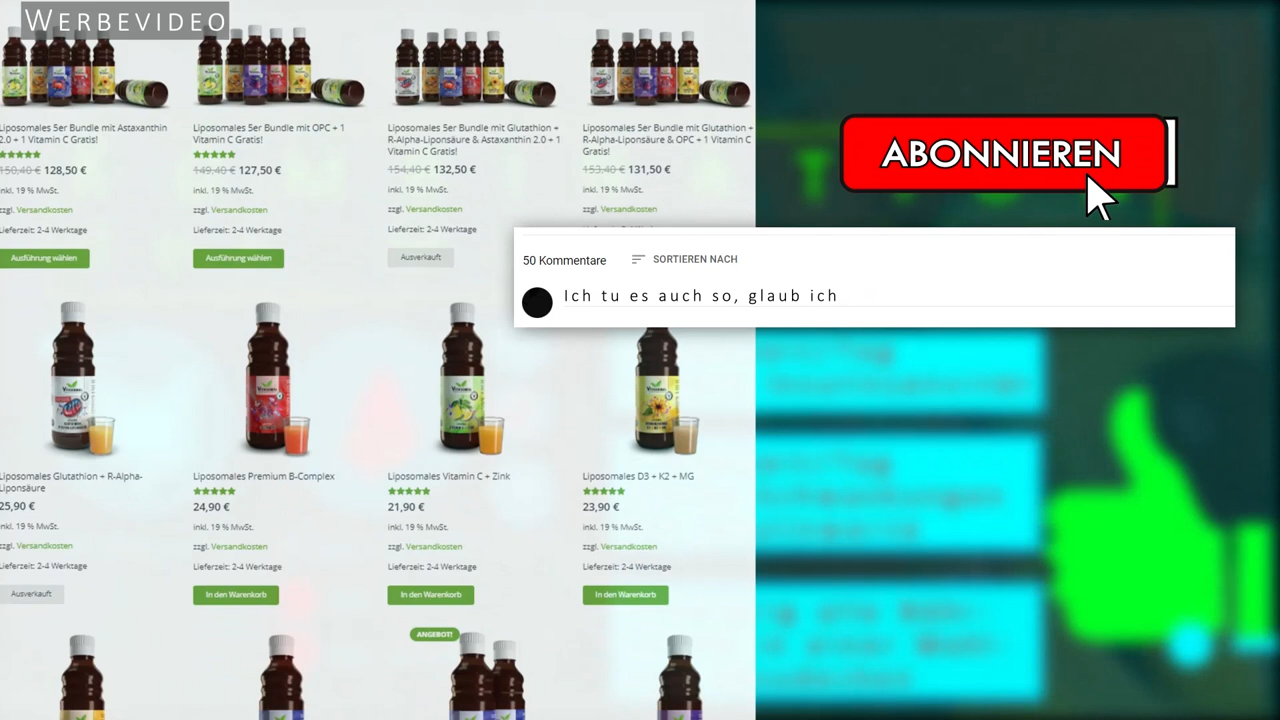 WERBEVIDEO
Liposomales 5er Bundle mit Astaxanthin
2.0 + 1 Vitamin C Gratis!
150,40 € 128,50 €
inkl. 19 % MwSt.
zzgl. Versandkosten
Lieferzeit: 2-4 Werktage
Ausführung wählen
Liposomales 5er Bundle mit OPC + 1
Vitamin C Gratis!
149,40 € 127,50 €
inkl. 19 % MwSt.
zzgl. Versandkosten
Lieferzeit: 2-4 Werktage
Ausführung wählen
Liposomales 5er Bundle mit Glutathion +
R-Alpha-Liponsäure & Astaxanthin 2.0 + 1
Vitamin C Gratis!
154,40 € 132,50 €
inkl. 19 % MwSt.
zzgl. Versandkosten
Lieferzeit: 2-4 Werktage
Ausverkauft
Liposomales 5er Bundle mit Glutathion +
R-Alpha-Liponsäure & OPC + 1 Vitamin C
Gratis!
153,40 € 131,50 €
inkl. 19 % MwSt.
zzgl. Versandkosten
ABONNIEREN
50 Kommentare
SORTIEREN NACH
Ich tu es auch so, glaub ich
Liposomales Glutathion + R-Alpha-
Liponsäure
25,90 €
inkl. 19 % MwSt.
zzgl. Versandkosten
Lieferzeit: 2-4 Werktage
Ausverkauft
Liposomales Premium B-Complex
24,90 €
inkl. 19 % MwSt.
zzgl. Versandkosten
Lieferzeit: 2-4 Werktage
In den Warenkorb
Liposomales Vitamin C + Zink
21,90 €
inkl. 19 % MwSt.
zzgl. Versandkosten
Lieferzeit: 2-4 Werktage
In den Warenkorb
Liposomales D3 + K2 + MG
23,90 €
inkl. 19 % MwSt.
zzgl. Versandkosten
Lieferzeit: 2-4 Werktage
In den Warenkorb
ANGEBOT!